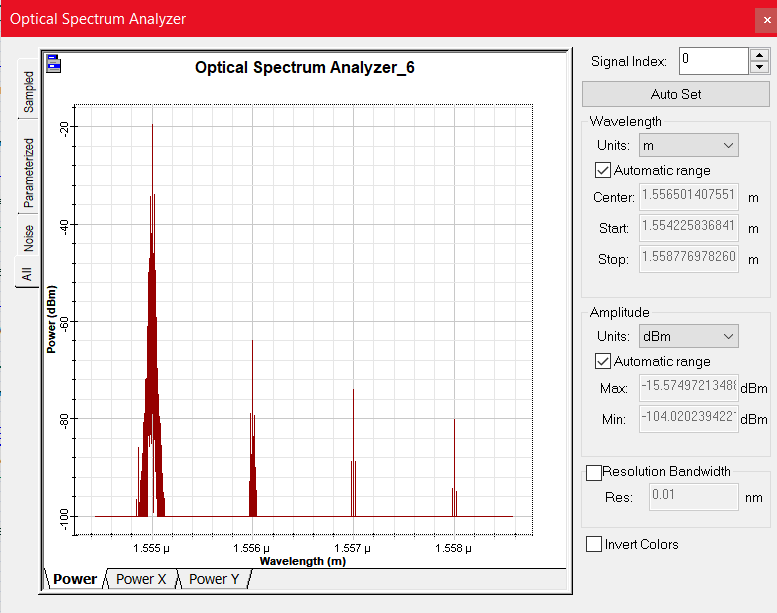 Optical Spectrum Analyzer
Optical Spectrum Analyzer_6
Sampled
Parameterized
Noise
All
Power (dBm)
-20
-40
-60
-80
-100
1.555 µ
1.556 µ
1.557 µ
1.558 µ
Wavelength (m)
Power
Power X
Power Y
Signal Index: 0
Auto Set
Wavelength
Units: m
Automatic range
Center: 1.556501407551 m
Start: 1.554225836841 m
Stop: 1.558776978260 m
Amplitude
Units: dBm
Automatic range
Max: -15.5749721348 dBm
Min: -104.020239422 dBm
Resolution Bandwidth
Res: 0.01 nm
Invert Colors